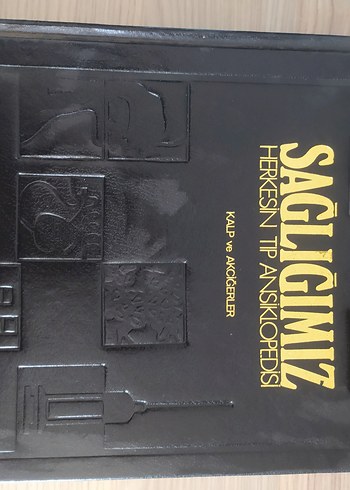 SAĞLIĞIMIZ
HERKESİN TIP ANSİKLOPEDİSİ
KALP ve AKCİĞERLER